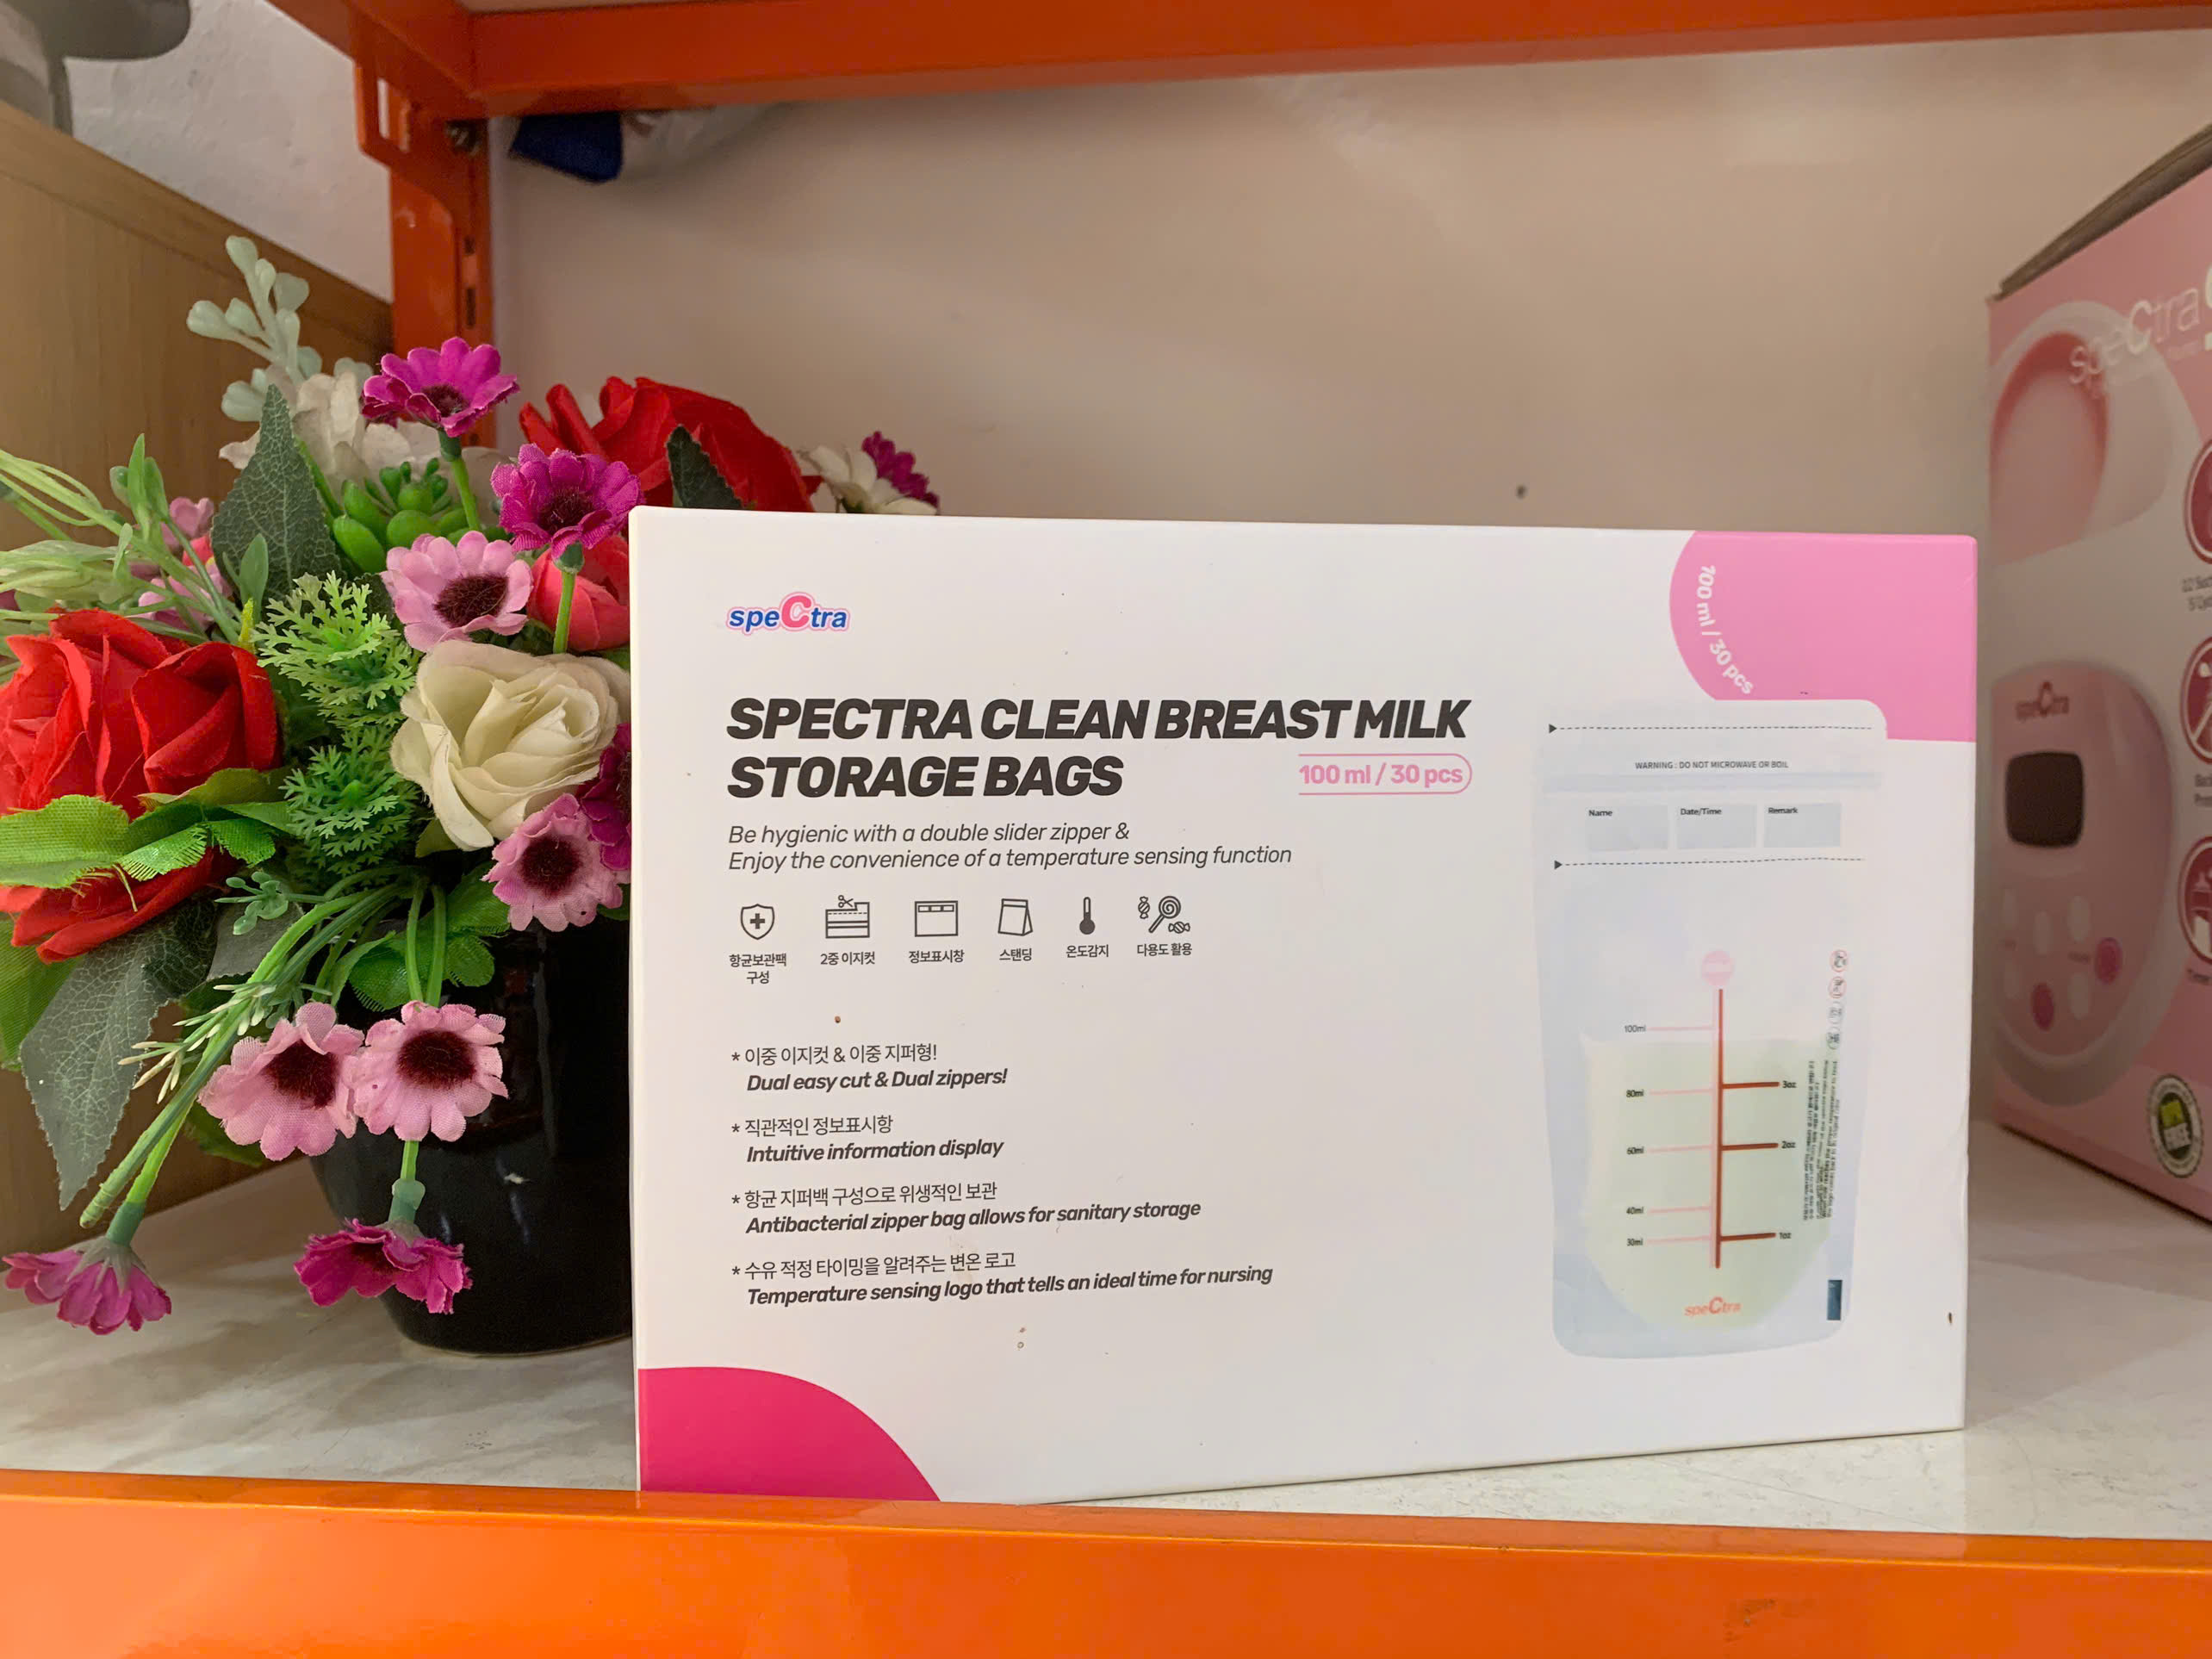 speCtra
100 ml / 30 pcs
SPECTRA CLEAN BREAST MILK
STORAGE BAGS
100 ml / 30 pcs
Be hygienic with a double slider zipper &
Enjoy the convenience of a temperature sensing function
항균보관팩
구성
2중 이지컷
정보표시창
스탠딩
온도감지
다용도 활용
* 이중 이지컷 & 이중 지퍼형!
Dual easy cut & Dual zippers!
* 직관적인 정보표시항
Intuitive information display
* 항균 지퍼백 구성으로 위생적인 보관
Antibacterial zipper bag allows for sanitary storage
* 수유 적정 타이밍을 알려주는 변온 로고
Temperature sensing logo that tells an ideal time for nursing
WARNING : DO NOT MICROWAVE OR BOIL
Name
Date/Time
Remark
100ml
80ml
60ml
40ml
30ml
3oz
2oz
1oz
speCtra
speCtra
speCtra